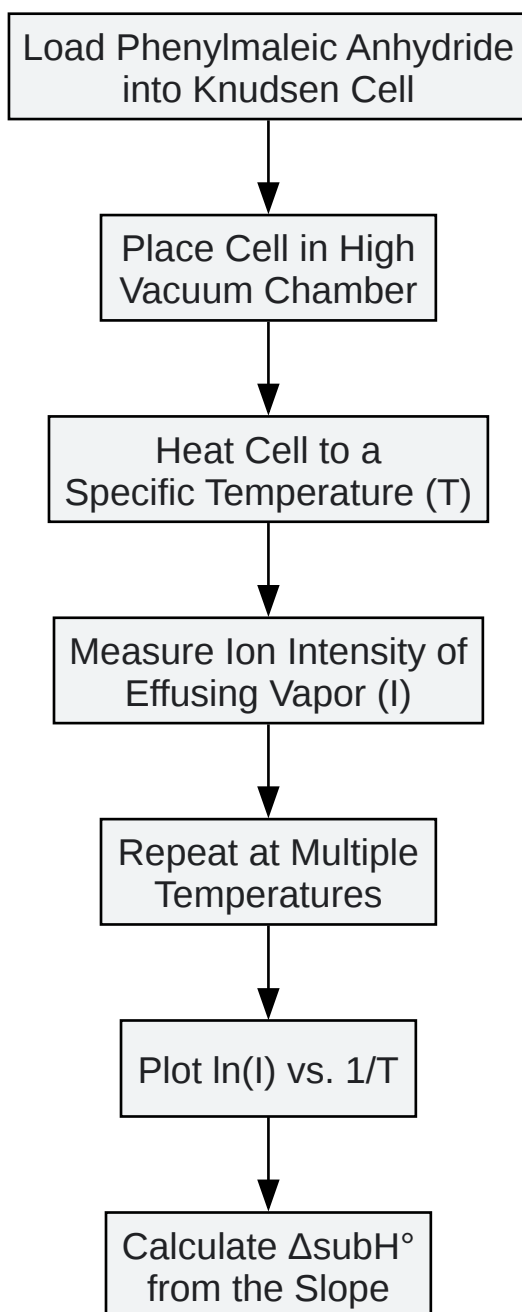 Load Phenylmaleic Anhydride
into Knudsen Cell
Place Cell in High
Vacuum Chamber
Heat Cell to a
Specific Temperature (T)
Measure Ion Intensity of
Effusing Vapor (I)
Repeat at Multiple
Temperatures
Plot ln(I) vs. 1/T
Calculate ΔsubH°
from the Slope